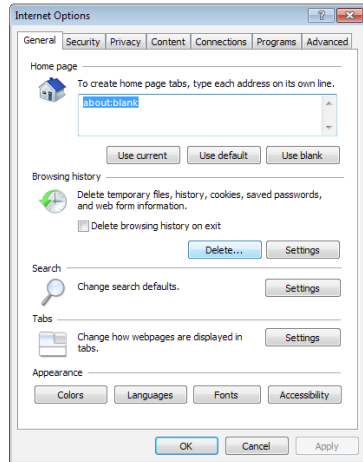 Internet Options
General Security Privacy Content Connections Programs Advanced
Home page
To create home page tabs, type each address on its own line.
about:blank
Use current Use default Use blank
Browsing history
Delete temporary files, history, cookies, saved passwords,
and web form information.
Delete browsing history on exit
Delete... Settings
Search
Change search defaults. Settings
Tabs
Change how webpages are displayed in
tabs.
Settings
Appearance
Colors Languages Fonts Accessibility
OK Cancel Apply